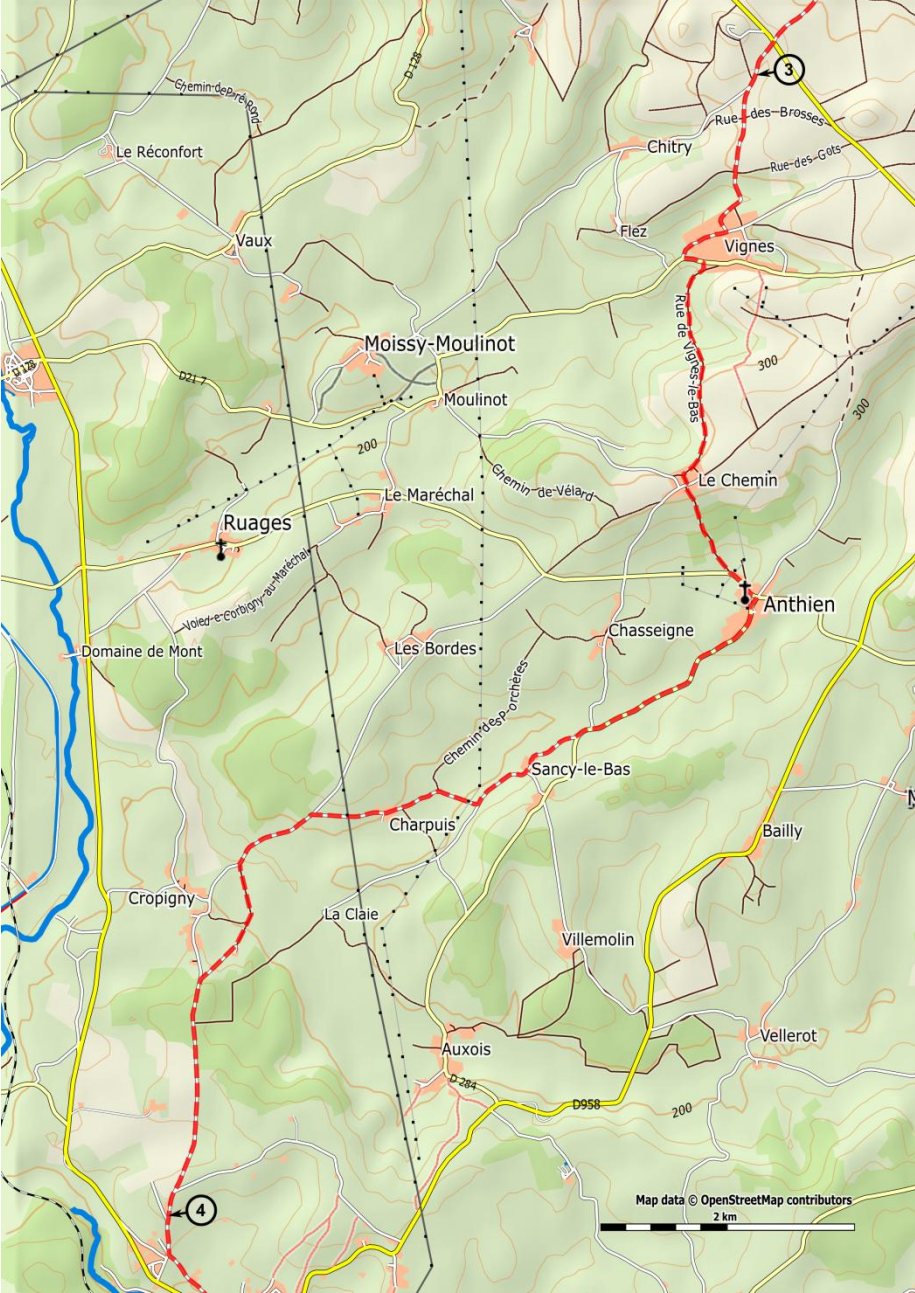 D 128
3
Chemin de Pré Rond
Rue des Brosses
Chitry
Le Réconfort
Rue des Gots
Flez
Vaux
Vignes
Rue de Vignes-le-Bas
Moissy-Moulinot
D 128
D21 7
300
Moulinot
300
200
Le Chemin
Chemin de Vélard
Le Maréchal
Ruages
Voie d e Corbigny au Maréchal
Anthien
Chasseigne
Les Bordes
Domaine de Mont
Chemin des P orchères
Sancy-le-Bas
N
Charpuis
Bailly
Cropigny
La Claie
Villemolin
Vellerot
Auxois
D 284
D958
200
Map data © OpenStreetMap contributors
2 km
4